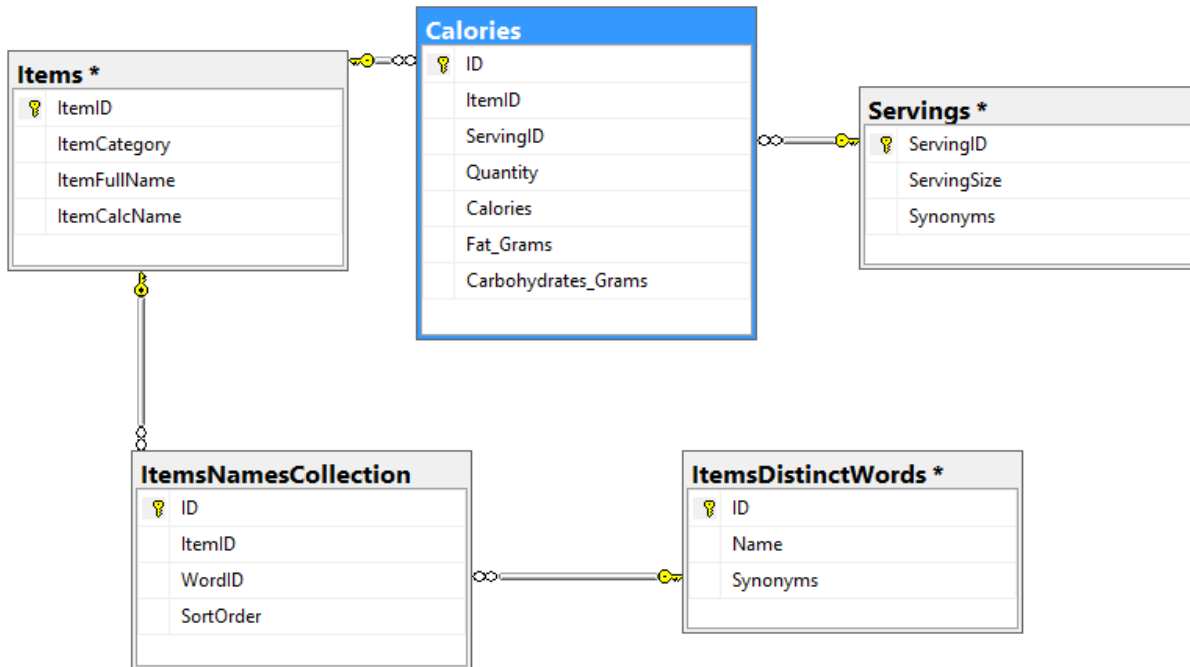 Items *
ItemID
ItemCategory
ItemFullName
ItemCalcName
Calories
ID
ItemID
ServingID
Quantity
Calories
Fat_Grams
Carbohydrates_Grams
Servings *
ServingID
ServingSize
Synonyms
ItemsNamesCollection
ID
ItemID
WordID
SortOrder
ItemsDistinctWords *
ID
Name
Synonyms